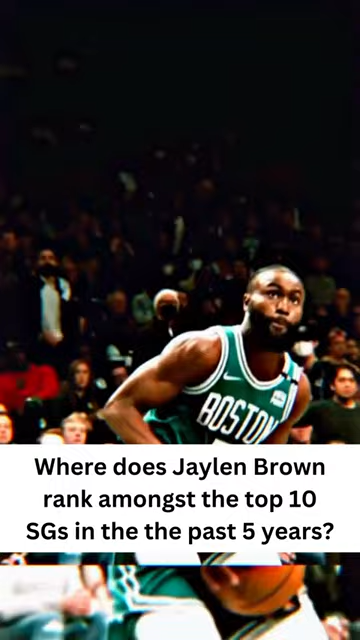 BOSTON
Where does Jaylen Brown
rank amongst the top 10
SGs in the the past 5 years?